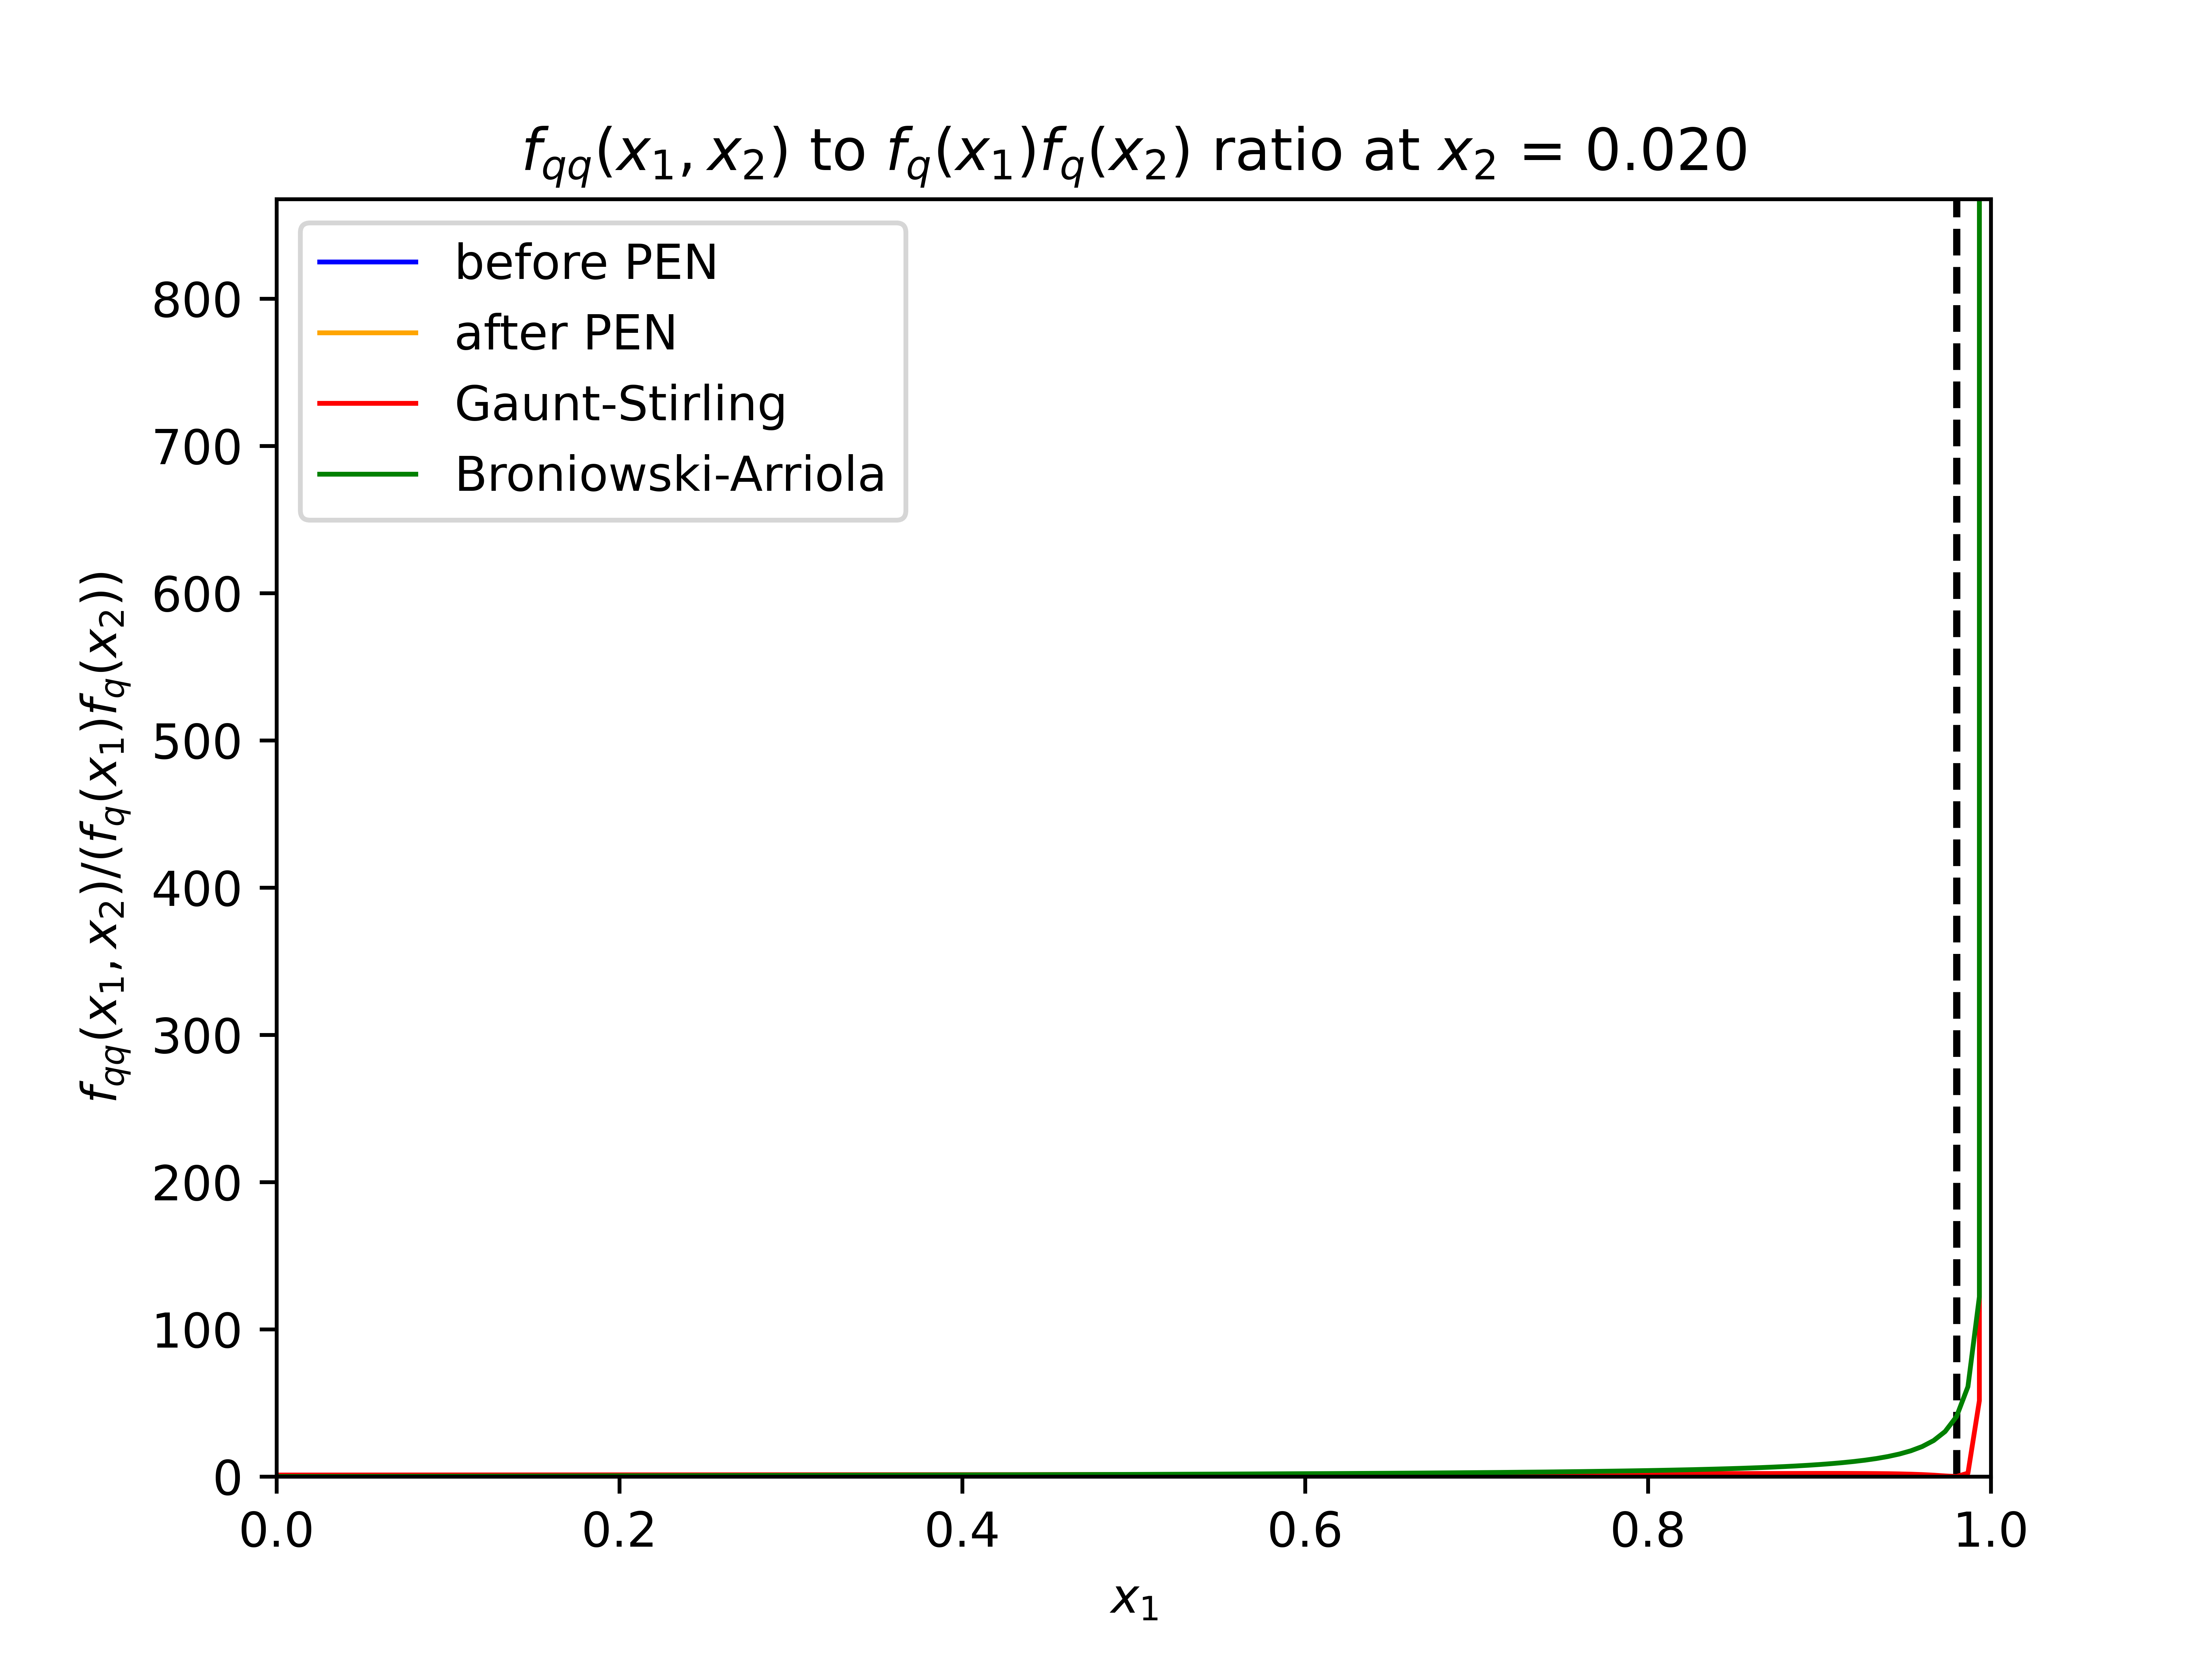 f_qq(x_1, x_2) to f_q(x_1)f_q(x_2) ratio at x_2 = 0.020
before PEN
after PEN
Gaunt-Stirling
Broniowski-Arriola
f_qq(x_1, x_2)/(f_q(x_1)f_q(x_2))
800
700
600
500
400
300
200
100
0
0.0 0.2 0.4 0.6 0.8 1.0
x_1